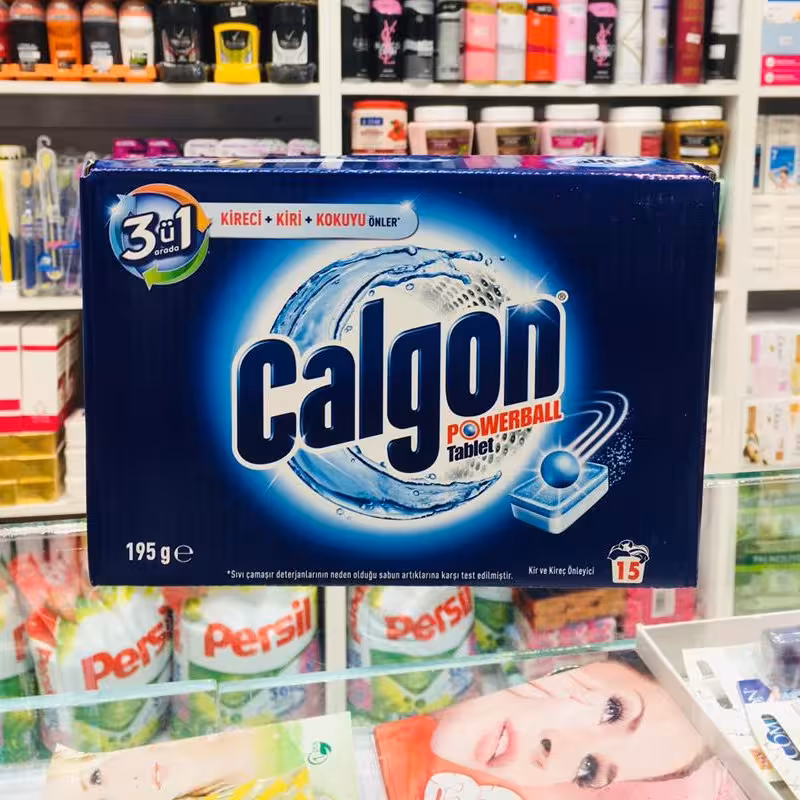 3ü1
arada
KİRECİ + KİRİ + KOKUYU ÖNLER*
Calgon®
POWERBALL
Tablet
195 g ℮
*Sıvı çamaşır deterjanlarının neden olduğu sabun artıklarına karşı test edilmiştir.
Kir ve Kireç Önleyici
15
Persil
Persil
Persil